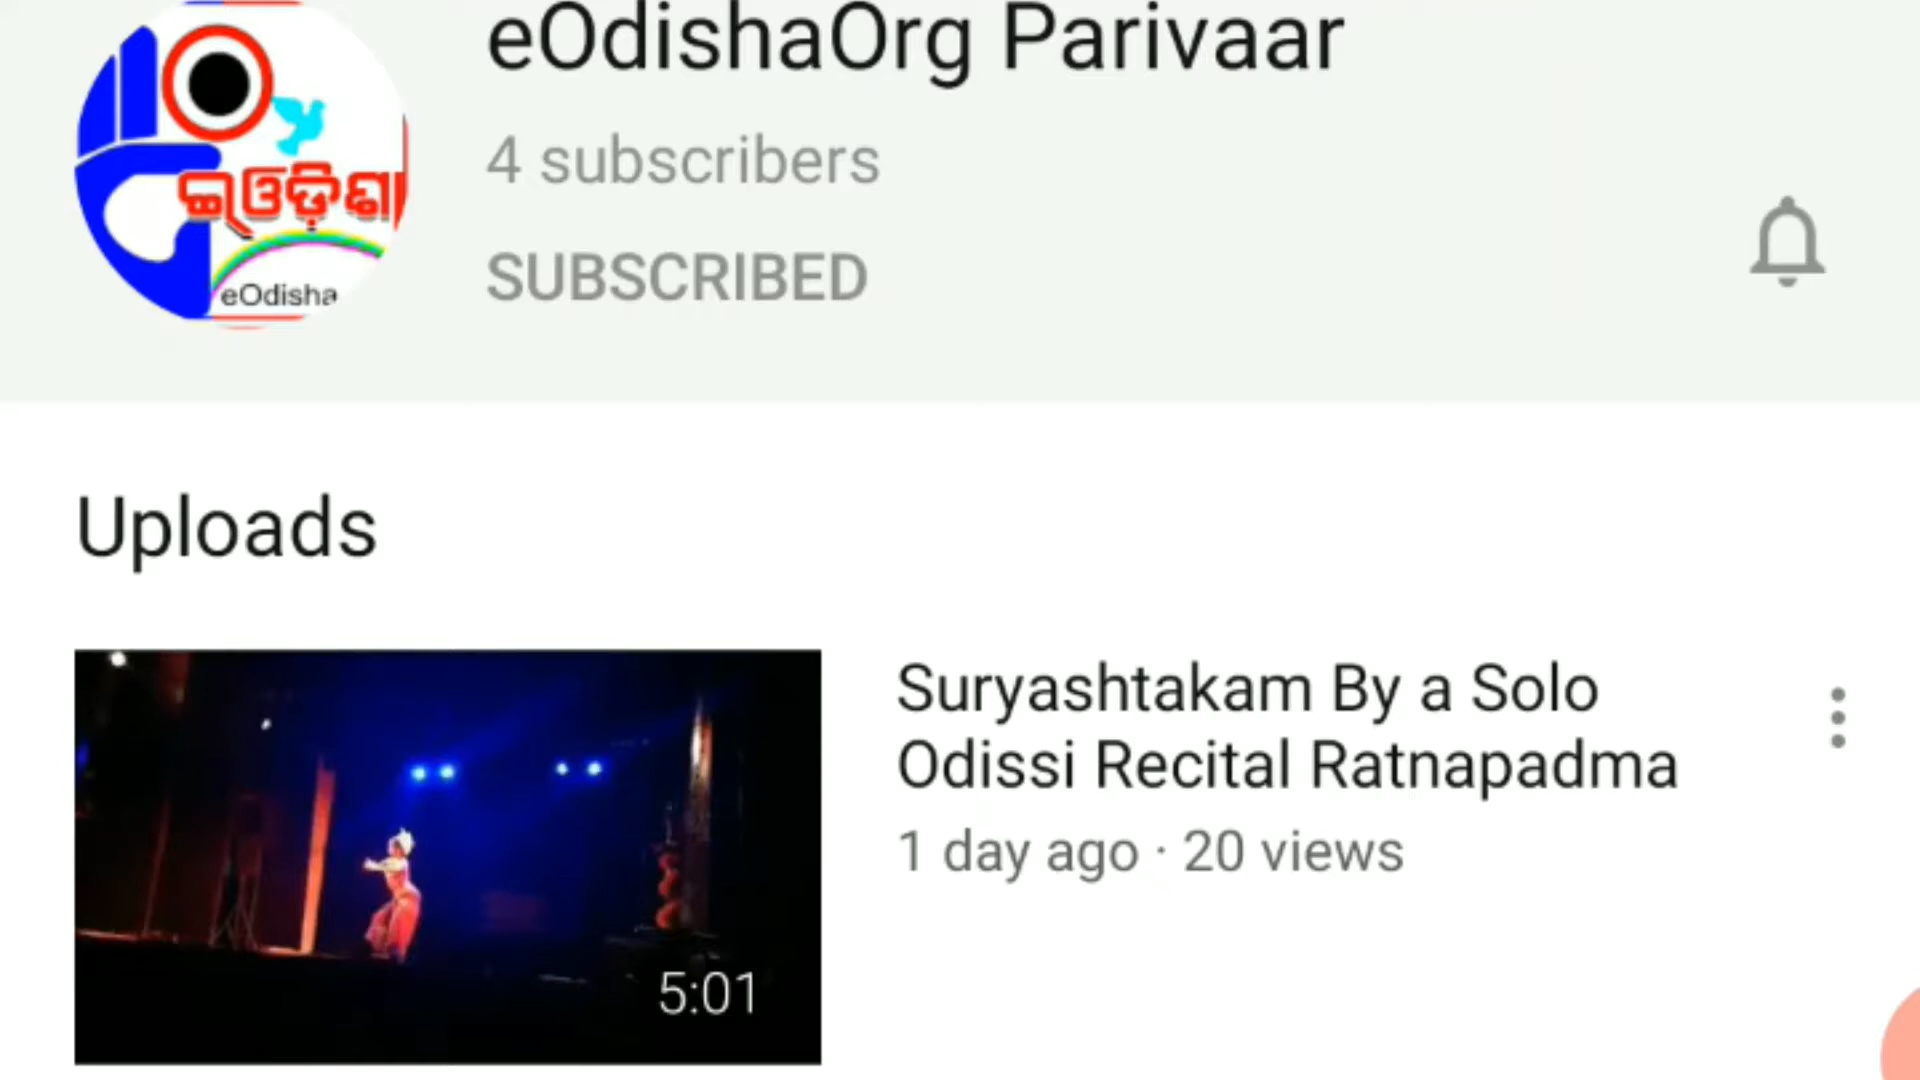 eOdishaOrg Parivaar
4 subscribers
SUBSCRIBED
ଇଓଡ଼ିଶା
eOdisha
Uploads
Suryashtakam By a Solo
Odissi Recital Ratnapadma
1 day ago · 20 views
5:01